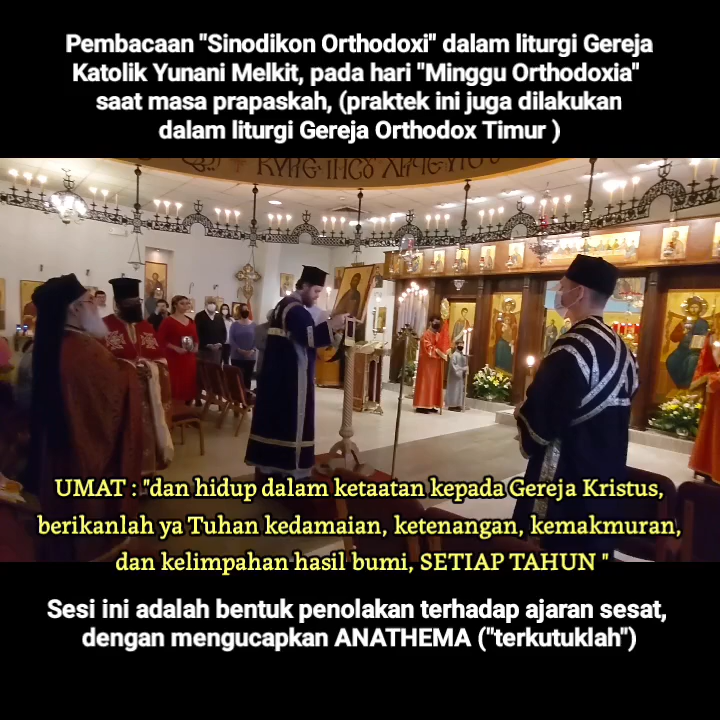 Pembacaan "Sinodikon Orthodoxi" dalam liturgi Gereja
Katolik Yunani Melkit, pada hari "Minggu Orthodoxia"
saat masa prapaskah, (praktek ini juga dilakukan
dalam liturgi Gereja Orthodox Timur )
UMAT : "dan hidup dalam ketaatan kepada Gereja Kristus,
berikanlah ya Tuhan kedamaian, ketenangan, kemakmuran,
dan kelimpahan hasil bumi, SETIAP TAHUN "
Sesi ini adalah bentuk penolakan terhadap ajaran sesat,
dengan mengucapkan ANATHEMA ("terkutuklah")